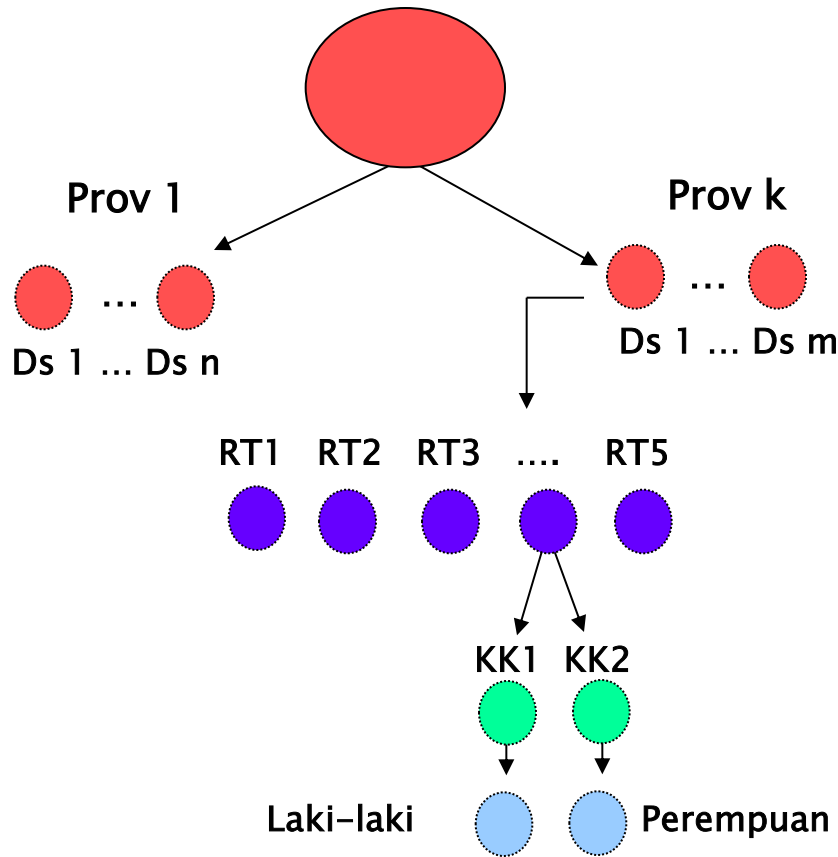 Prov 1
Prov k
...
...
Ds 1 ... Ds n
Ds 1 ... Ds m
RT1 RT2 RT3 .... RT5
KK1 KK2
Laki-laki
Perempuan